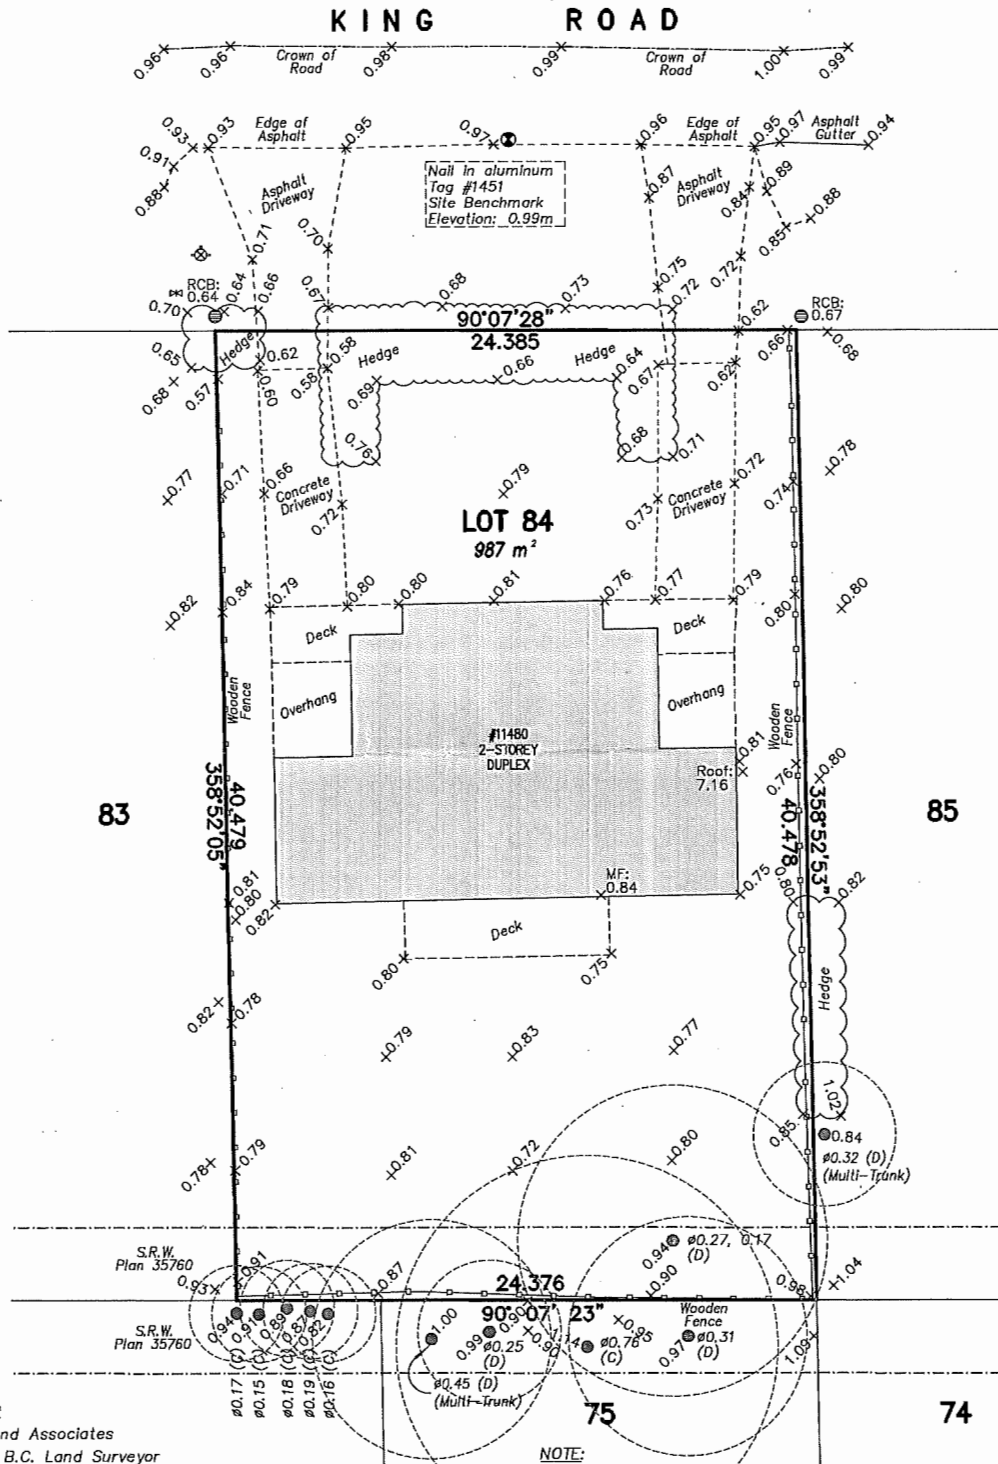 KING ROAD
0.96 0.96 0.98 0.99 1.00 0.99
Crown of
Road
Crown of
Road
0.93 0.93 0.95 0.97 0.96 0.95 0.97 0.94
Edge of
Asphalt
Edge of
Asphalt
Asphalt
Gutter
0.91
0.88
Nail in aluminum
Tag #1451
Site Benchmark
Elevation: 0.99m
Asphalt
Driveway
Asphalt
Driveway
0.87 0.84 0.89
0.88
0.85
0.71 0.70 0.75 0.72
RCB:
0.64
0.70 0.64 0.66 0.67 0.68 0.73 0.72 0.62
RCB:
0.67
90°07'28"
24.385
0.66 0.68
0.65 Hedge 0.62 0.58 Hedge 0.66 Hedge 0.64
0.68 0.57 0.60 0.58 0.69 0.67 0.62
0.76 0.68 0.71
0.77 0.71 0.66 0.79 0.72 0.74 0.78
Concrete
Driveway
0.72
Concrete
Driveway
0.73
LOT 84
987 m²
0.82 0.84 0.79 0.80 0.80 0.81 0.76 0.77 0.79 0.80 0.80
Deck
Deck
Wooden
Fence
Overhang
Overhang
Wooden
Fence
#11480
2-STOREY
DUPLEX
0.81
Roof:
7.16
0.76 0.80
83
358°52'05"
40.479
40.478
358°52'53"
85
0.81
0.80
0.82
MF:
0.84
0.75
0.80
0.82
Deck
0.80 0.75
Hedge
0.82 0.78
0.79 0.83 0.77
1.02
0.85
0.84
ø0.32 (D)
(Multi-Trunk)
0.78 0.79 0.81 0.72 0.80
0.94
ø0.27, 0.17
(D)
S.R.W.
Plan 35760
0.93 0.91 0.87 24.376 0.90 0.98 1.04
90°07'23"
Wooden
Fence
S.R.W.
Plan 35760
0.94 0.91 0.89 0.87 0.82
1.00 0.99 0.90 0.90 1.14 0.95 0.97 1.09
ø0.25
(D)
ø0.76
(C)
ø0.31
(D)
ø0.17 (C)
ø0.15 (C)
ø0.18 (C)
ø0.19 (C)
ø0.16 (C)
ø0.45 (D)
(Multi-Trunk)
75
74
nd Associates
B.C. Land Surveyor
NOTE: